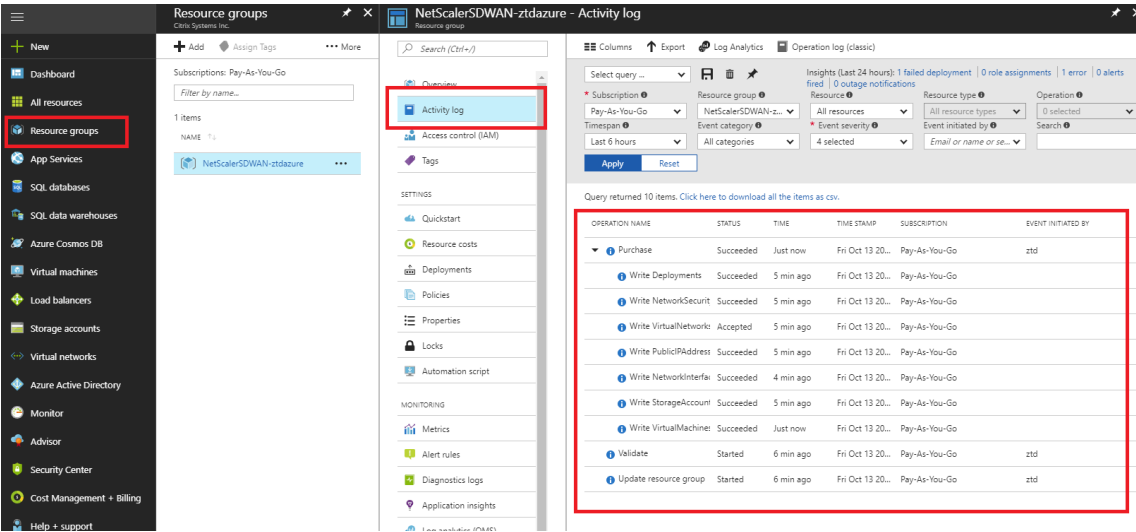 New
Dashboard
All resources
Resource groups
App Services
SQL databases
SQL data warehouses
Azure Cosmos DB
Virtual machines
Load balancers
Storage accounts
Virtual networks
Azure Active Directory
Monitor
Advisor
Security Center
Cost Management + Billing
Help + support
Resource groups
Citrix Systems Inc.
Add Assign Tags ••• More
Subscriptions: Pay-As-You-Go
Filter by name...
1 items
NAME
NetScalerSDWAN-ztdazure •••
NetScalerSDWAN-ztdazure - Activity log
Resource group
Search (Ctrl+/)
Overview
Activity log
Access control (IAM)
Tags
SETTINGS
Quickstart
Resource costs
Deployments
Policies
Properties
Locks
Automation script
MONITORING
Metrics
Alert rules
Diagnostics logs
Application insights
Log analytics (OMS)
Columns Export Log Analytics Operation log (classic)
Select query ...
Insights (Last 24 hours): 1 failed deployment | 0 role assignments | 1 error | 0 alerts
fired | 0 outage notifications
* Subscription Resource group Resource Resource type Operation
Pay-As-You-Go NetScalerSDWAN-z... All resources All resource types 0 selected
Timespan Event category * Event severity Event initiated by Search
Last 6 hours All categories 4 selected Email or name or se...
Apply Reset
Query returned 10 items. Click here to download all the items as csv.
OPERATION NAME STATUS TIME TIME STAMP SUBSCRIPTION EVENT INITIATED BY
Purchase Succeeded Just now Fri Oct 13 20... Pay-As-You-Go ztd
Write Deployments Succeeded 5 min ago Fri Oct 13 20... Pay-As-You-Go
Write NetworkSecurit Succeeded 5 min ago Fri Oct 13 20... Pay-As-You-Go
Write VirtualNetworks Accepted 5 min ago Fri Oct 13 20... Pay-As-You-Go
Write PublicIPAddress Succeeded 5 min ago Fri Oct 13 20... Pay-As-You-Go
Write NetworkInterfac Succeeded 4 min ago Fri Oct 13 20... Pay-As-You-Go
Write StorageAccount Succeeded 5 min ago Fri Oct 13 20... Pay-As-You-Go
Write VirtualMachines Succeeded Just now Fri Oct 13 20... Pay-As-You-Go
Validate Started 6 min ago Fri Oct 13 20... Pay-As-You-Go ztd
Update resource group Started 6 min ago Fri Oct 13 20... Pay-As-You-Go ztd